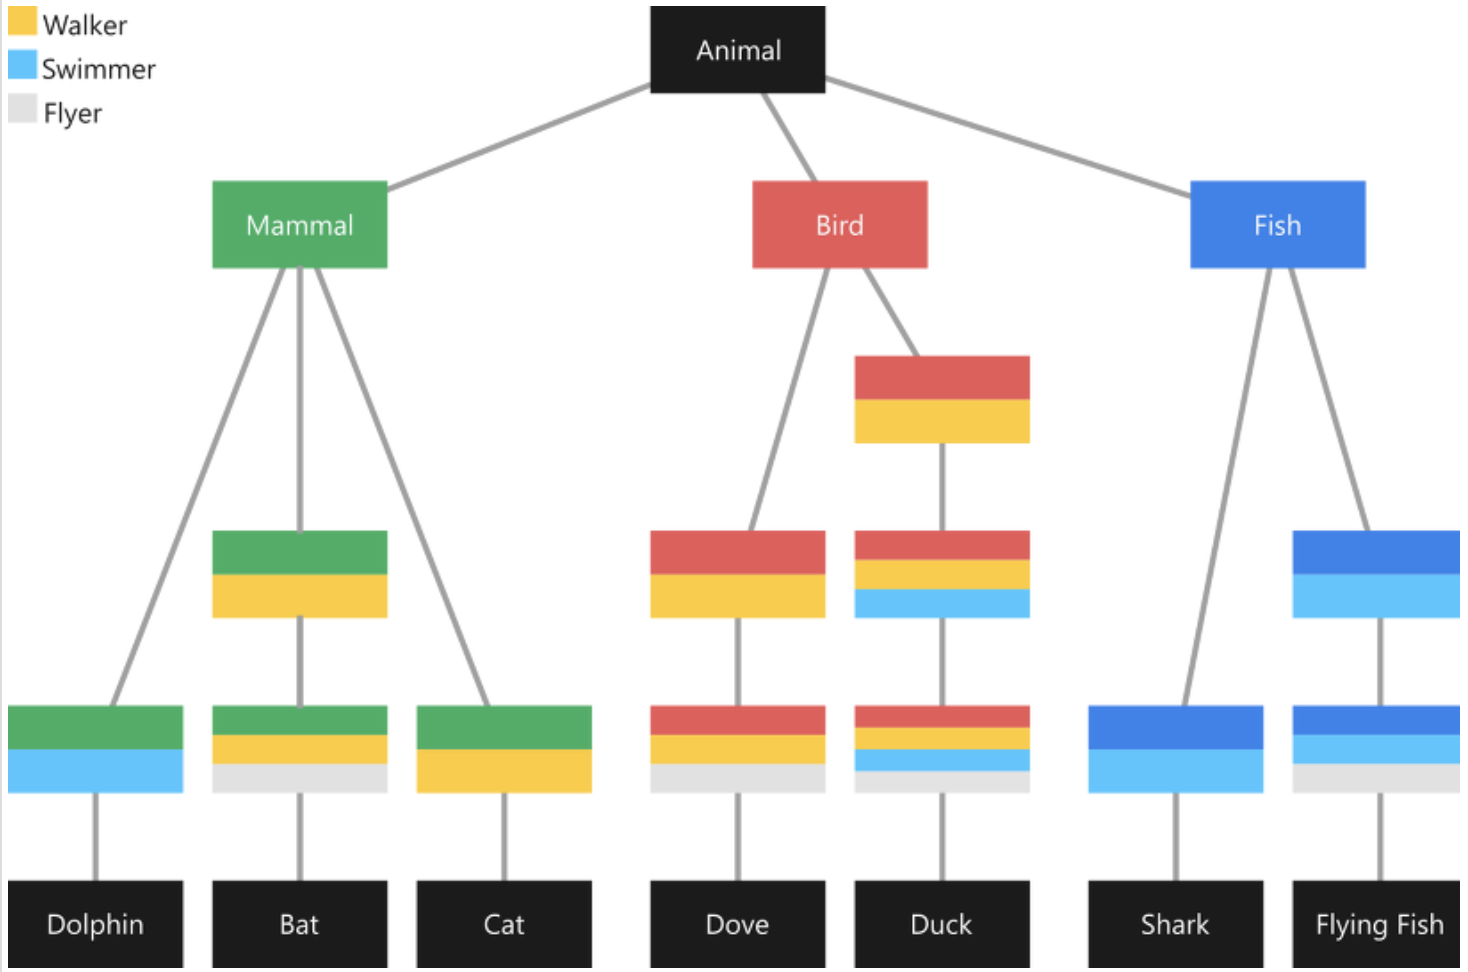 Walker
Swimmer
Flyer
Animal
Mammal
Bird
Fish
Dolphin
Bat
Cat
Dove
Duck
Shark
Flying Fish